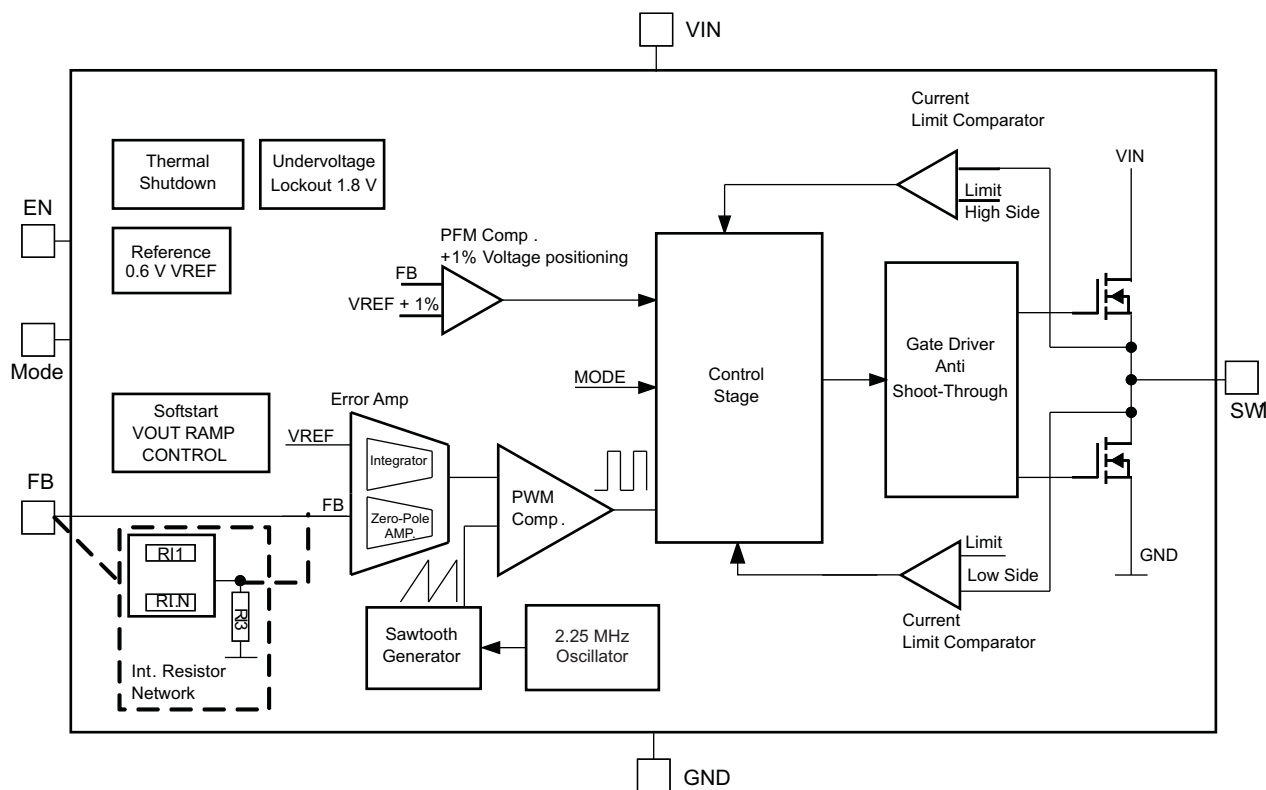 VIN
Current
Limit Comparator
VIN
Thermal
Shutdown
Undervoltage
Lockout 1.8 V
Limit
High Side
EN
Reference
0.6 V VREF
PFM Comp .
+1% Voltage positioning
FB
VREF + 1%
Mode
MODE
Control
Stage
Gate Driver
Anti
Shoot-Through
SW1
Softstart
VOUT RAMP
CONTROL
Error Amp
VREF
Integrator
FB
FB
Zero-Pole
AMP.
PWM
Comp .
RI1
RI..N
RI3
Int. Resistor
Network
Sawtooth
Generator
2.25 MHz
Oscillator
Limit
Low Side
Current
Limit Comparator
GND
GND